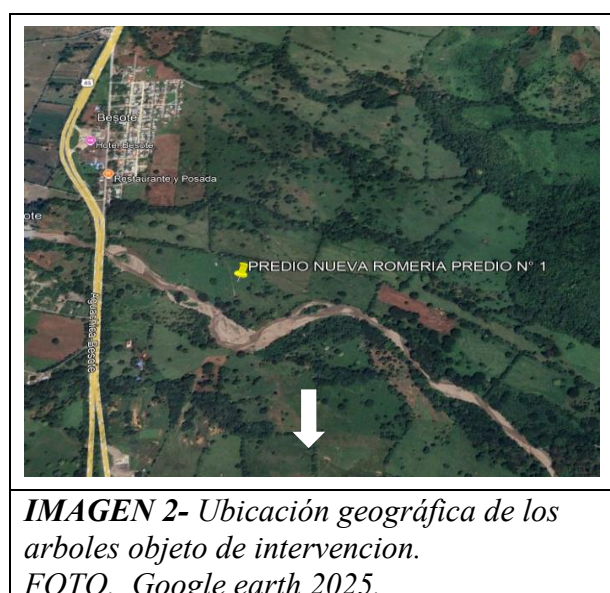 45
Besote
Hotel Besote
Restaurante y Posada
ote
PREDIO NUEVA ROMERIA PREDIO N° 1
IMAGEN 2- Ubicación geográfica de los
arboles objeto de intervencion.
FOTO. Google earth 2025.